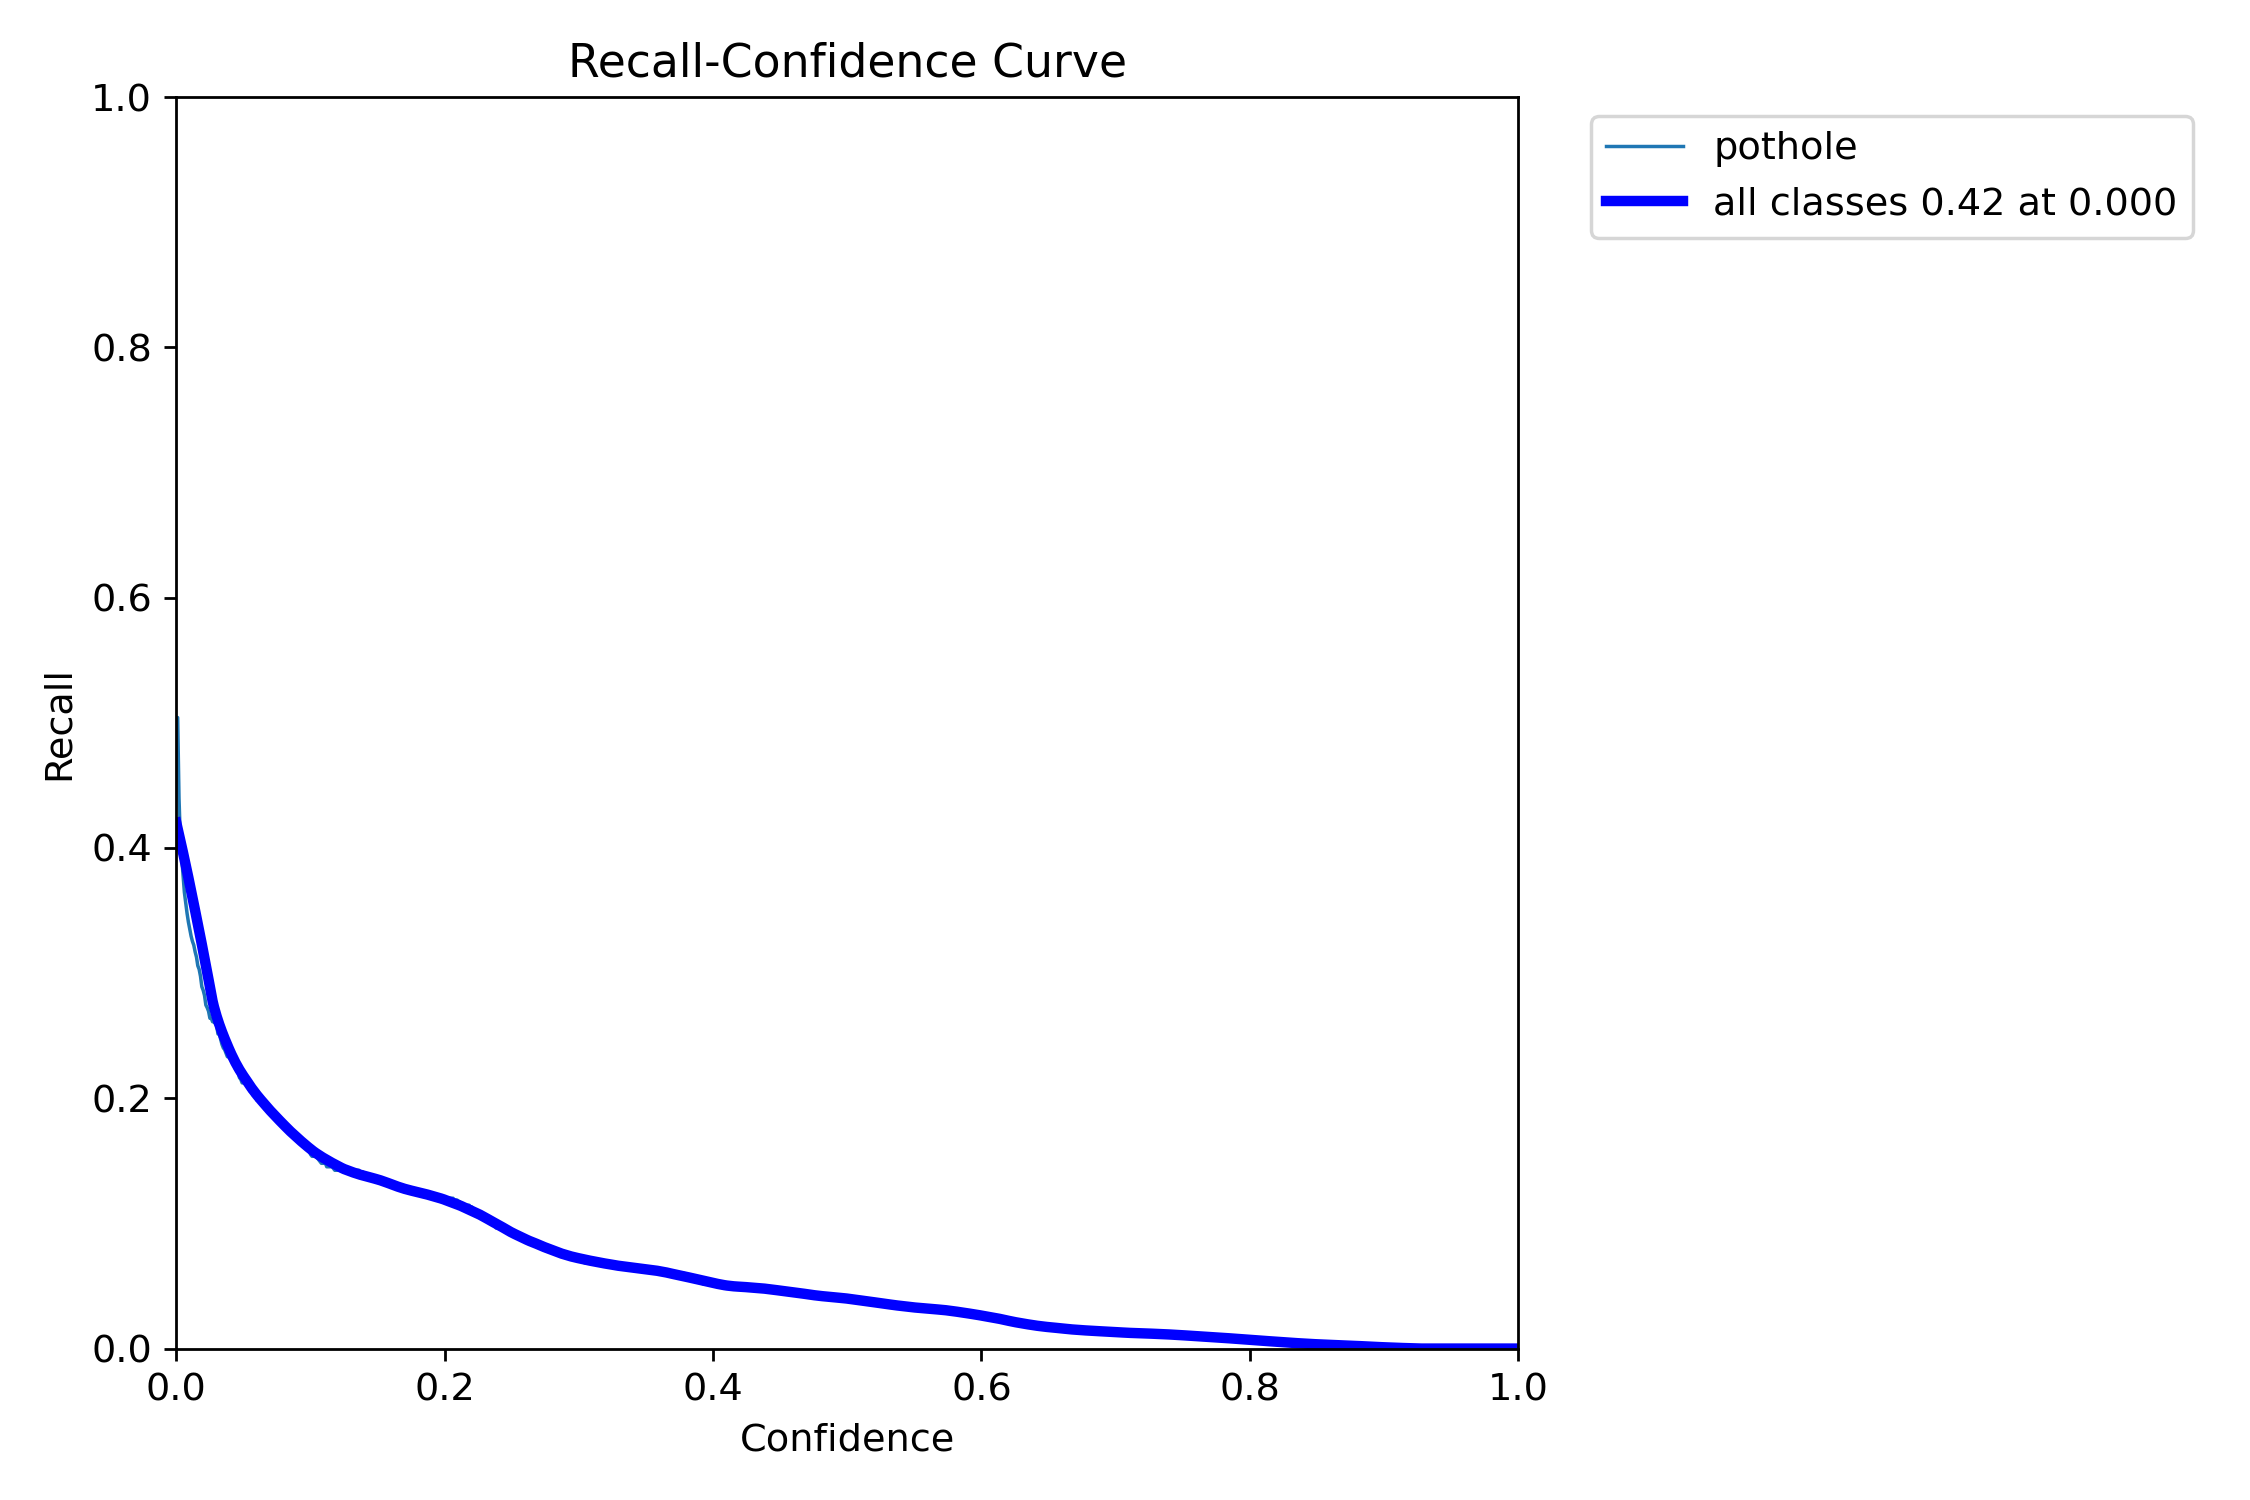 Recall-Confidence Curve
1.0
0.8
0.6
0.4
0.2
0.0
Recall
0.0 0.2 0.4 0.6 0.8 1.0
Confidence
pothole
all classes 0.42 at 0.000